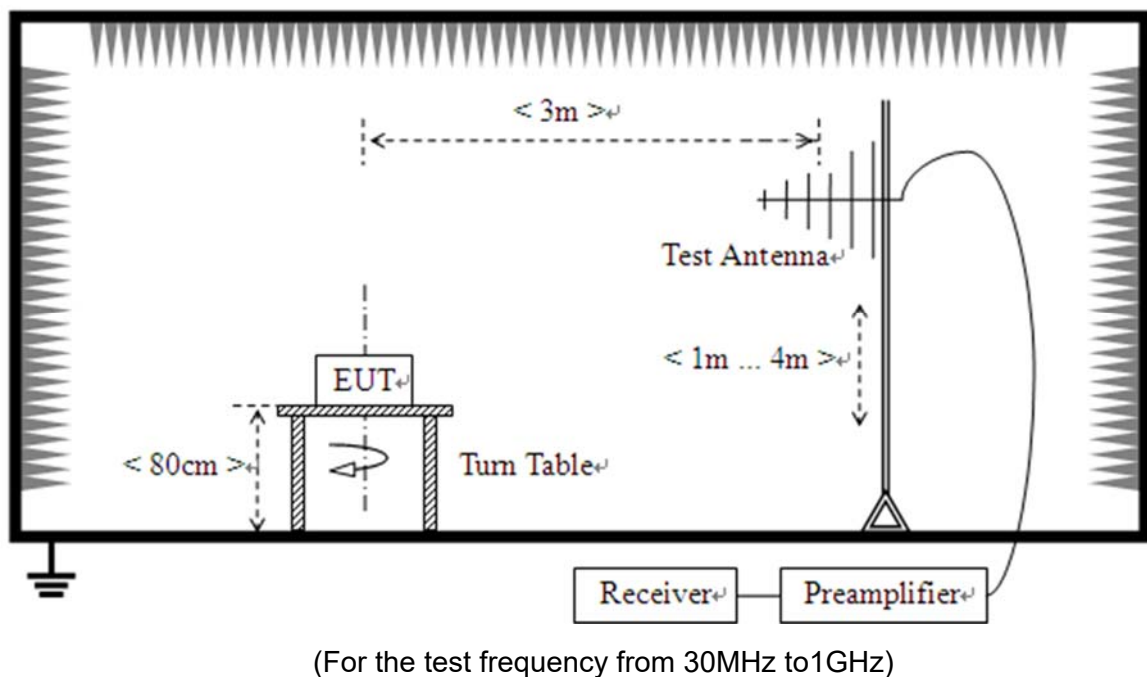 < 3m >↵
Test Antenna↵
< 1m ... 4m >↵
EUT↵
< 80cm >↵
Turn Table↵
Receiver↵
Preamplifier↵
(For the test frequency from 30MHz to1GHz)